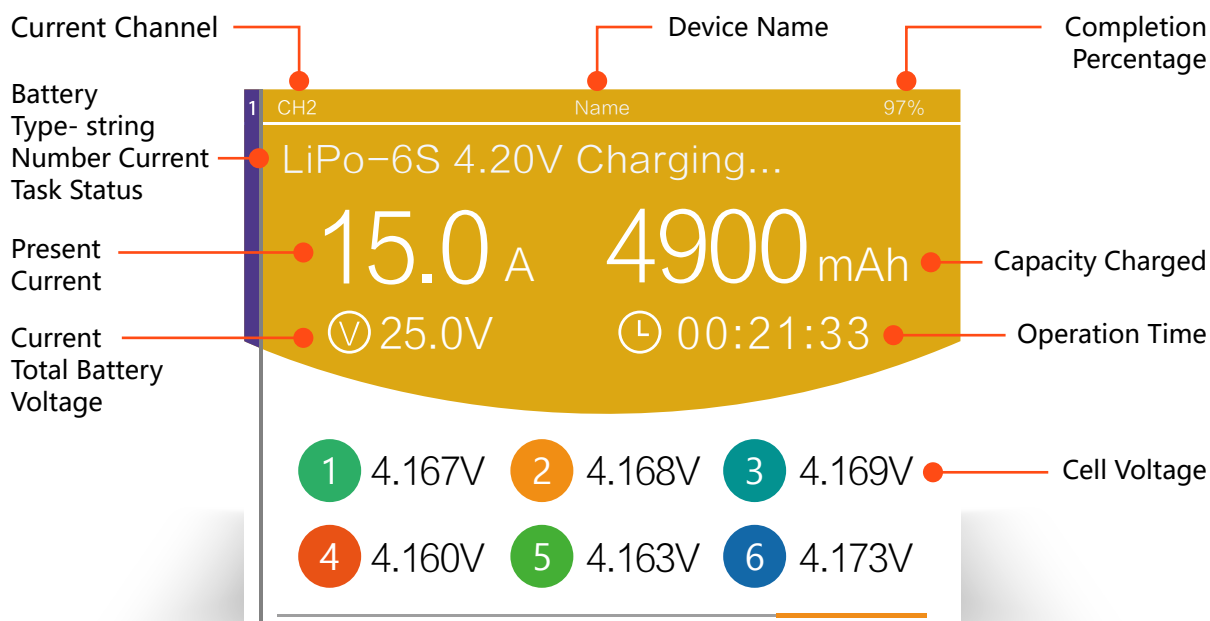 Current Channel
Device Name
Completion
Percentage
Battery
Type- string
Number Current
Task Status
1
CH2
Name
97%
LiPo-6S 4.20V Charging...
Present
Current
15.0 A
4900 mAh
Capacity Charged
Current
Total Battery
Voltage
V 25.0V
00:21:33
Operation Time
1 4.167V 2 4.168V 3 4.169V
Cell Voltage
4 4.160V 5 4.163V 6 4.173V